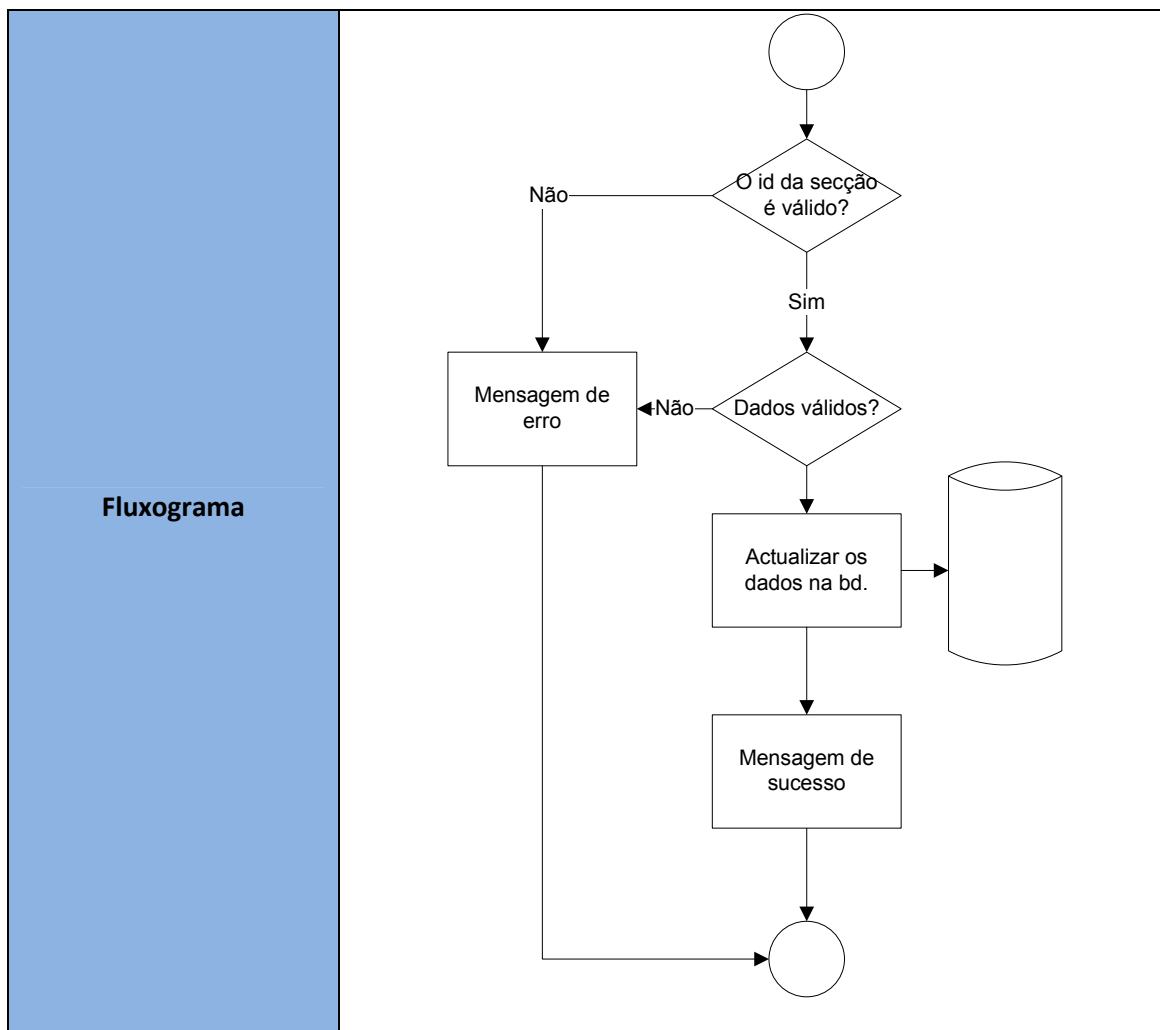 Fluxograma
O id da secção
é válido?
Não
Sim
Mensagem de
erro
Não
Dados válidos?
Actualizar os
dados na bd.
Mensagem de
sucesso